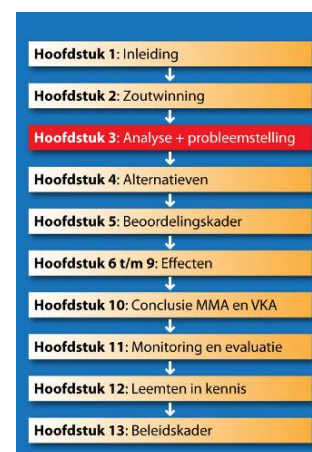 Hoofdstuk 1: Inleiding
Hoofdstuk 2: Zoutwinning
Hoofdstuk 3: Analyse + probleemstelling
Hoofdstuk 4: Alternatieven
Hoofdstuk 5: Beoordelingskader
Hoofdstuk 6 t/m 9: Effecten
Hoofdstuk 10: Conclusie MMA en VKA
Hoofdstuk 11: Monitoring en evaluatie
Hoofdstuk 12: Leemten in kennis
Hoofdstuk 13: Beleidskader